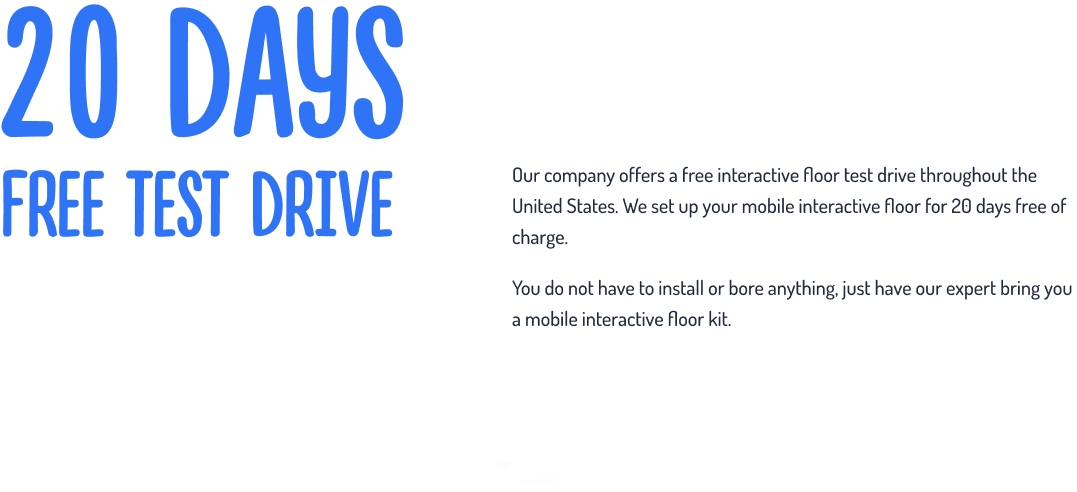 20 DAYS
FREE TEST DRIVE
Our company offers a free interactive floor test drive throughout the
United States. We set up your mobile interactive floor for 20 days free of
charge.
You do not have to install or bore anything, just have our expert bring you
a mobile interactive floor kit.